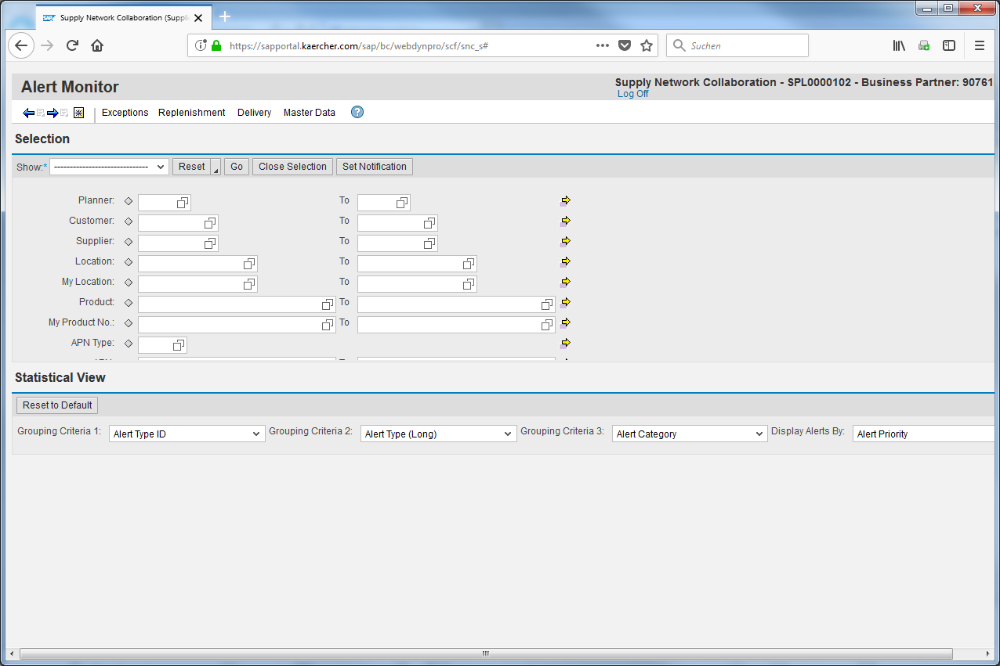 SAP Supply Network Collaboration (Suppli
https://sapportal.kaercher.com/sap/bc/webdynpro/scf/snc_s#
Suchen
Alert Monitor
Supply Network Collaboration - SPL0000102 - Business Partner: 90761
Log Off
Exceptions Replenishment Delivery Master Data ?
Selection
Show:* ------------------------------ Reset Go Close Selection Set Notification
Planner: To
Customer: To
Supplier: To
Location: To
My Location: To
Product: To
My Product No.: To
APN Type:
Statistical View
Reset to Default
Grouping Criteria 1: Alert Type ID Grouping Criteria 2: Alert Type (Long) Grouping Criteria 3: Alert Category Display Alerts By: Alert Priority